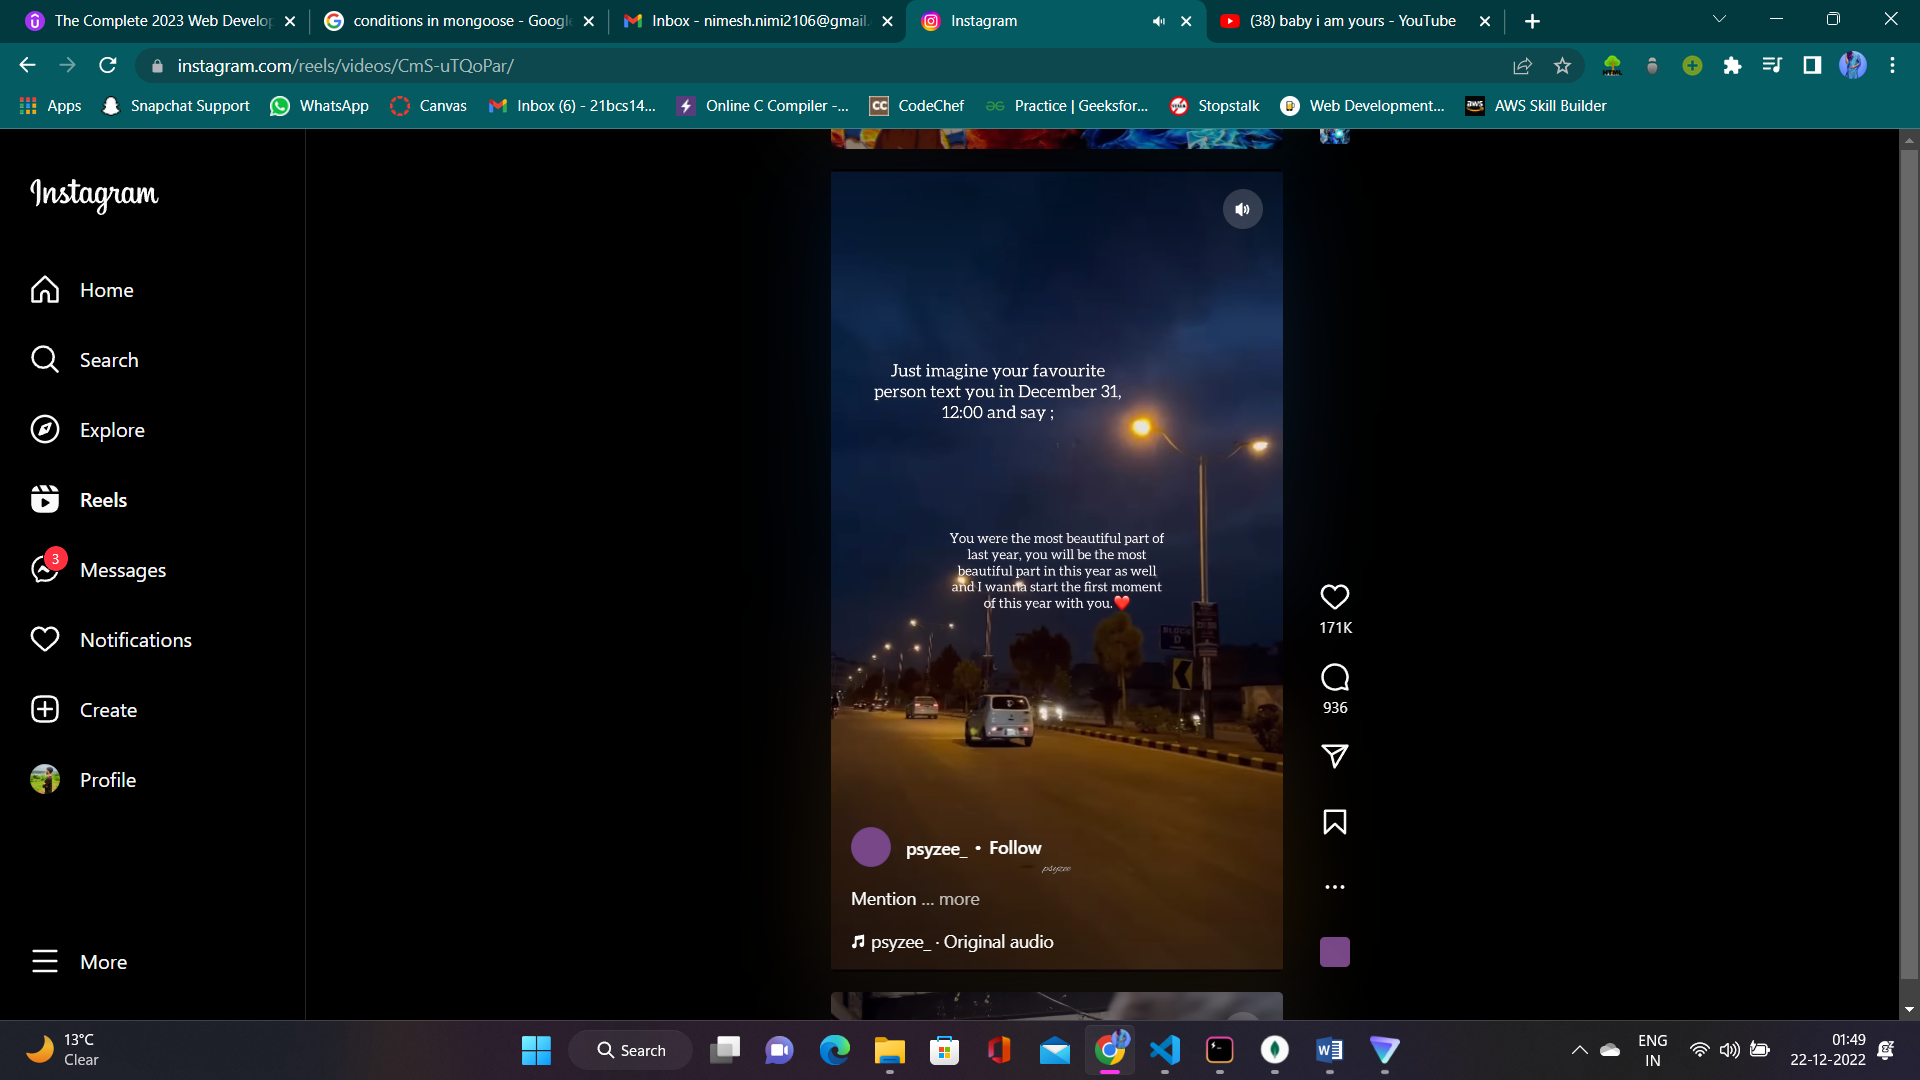 The Complete 2023 Web Develop
conditions in mongoose - Google
Inbox - nimesh.nimi2106@gmail.
Instagram
(38) baby i am yours - YouTube
instagram.com/reels/videos/CmS-uTQoPar/
Apps
Snapchat Support
WhatsApp
Canvas
Inbox (6) - 21bcs14...
Online C Compiler -...
CodeChef
Practice | Geeksfor...
Stopstalk
Web Development...
AWS Skill Builder
Instagram
Home
Search
Explore
Reels
3
Messages
Notifications
Create
Profile
More
Just imagine your favourite
person text you in December 31,
12:00 and say ;
You were the most beautiful part of
last year, you will be the most
beautiful part in this year as well
and I wanna start the first moment
of this year with you.❤️
171K
936
psyzee_ • Follow
psyzee
Mention ... more
psyzee_ · Original audio
13°C
Clear
Search
ENG
IN
01:49
22-12-2022